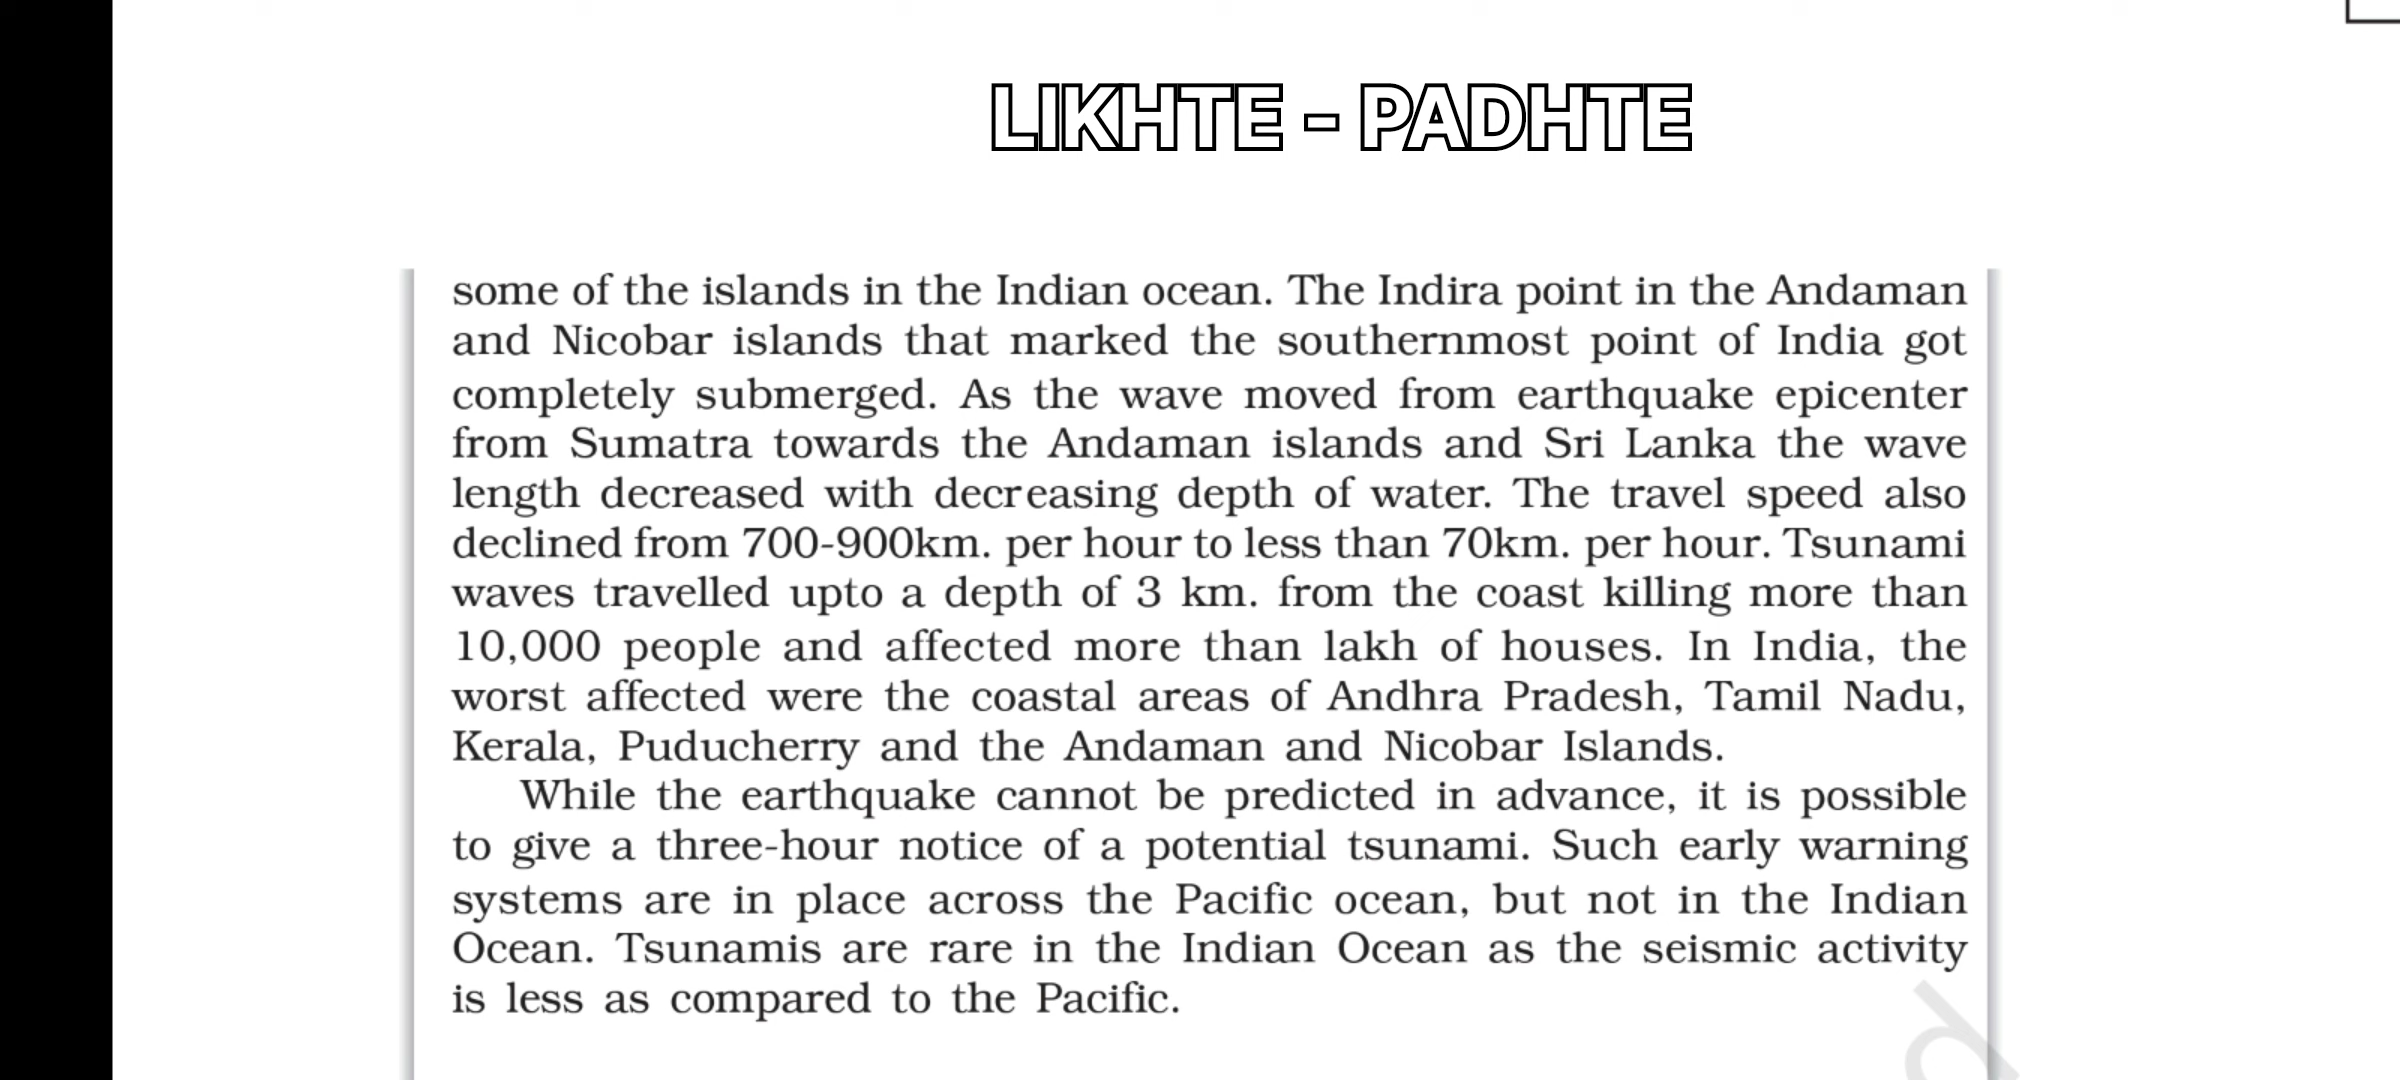 LIKHTE - PADHTE
some of the islands in the Indian ocean. The Indira point in the Andaman
and Nicobar islands that marked the southernmost point of India got
completely submerged. As the wave moved from earthquake epicenter
from Sumatra towards the Andaman islands and Sri Lanka the wave
length decreased with decreasing depth of water. The travel speed also
declined from 700-900km. per hour to less than 70km. per hour. Tsunami
waves travelled upto a depth of 3 km. from the coast killing more than
10,000 people and affected more than lakh of houses. In India, the
worst affected were the coastal areas of Andhra Pradesh, Tamil Nadu,
Kerala, Puducherry and the Andaman and Nicobar Islands.
While the earthquake cannot be predicted in advance, it is possible
to give a three-hour notice of a potential tsunami. Such early warning
systems are in place across the Pacific ocean, but not in the Indian
Ocean. Tsunamis are rare in the Indian Ocean as the seismic activity
is less as compared to the Pacific.